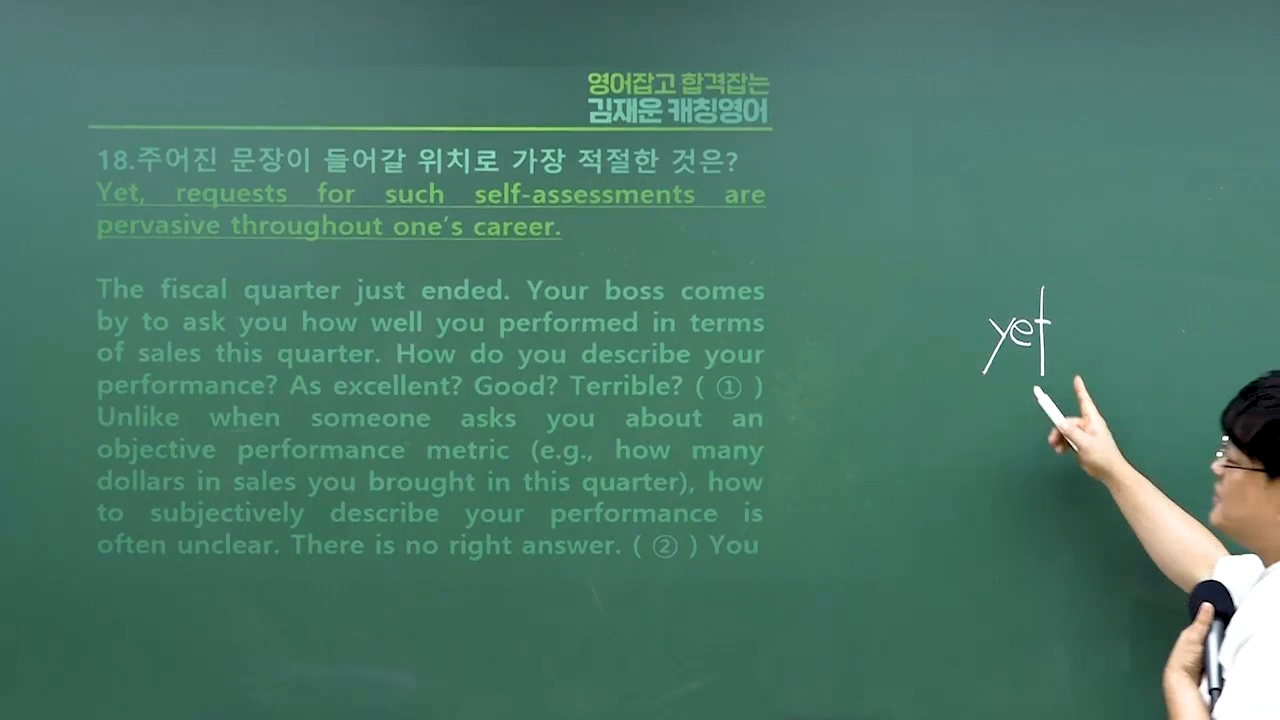 영어잡고 합격잡는
김재운 캐칭영어
18.주어진 문장이 들어갈 위치로 가장 적절한 것은?
Yet, requests for such self-assessments are
pervasive throughout one's career.
The fiscal quarter just ended. Your boss comes
by to ask you how well you performed in terms
of sales this quarter. How do you describe your
performance? As excellent? Good? Terrible? ( ① )
Unlike when someone asks you about an
objective performance metric (e.g., how many
dollars in sales you brought in this quarter), how
to subjectively describe your performance is
often unclear. There is no right answer. ( ② ) You
yet